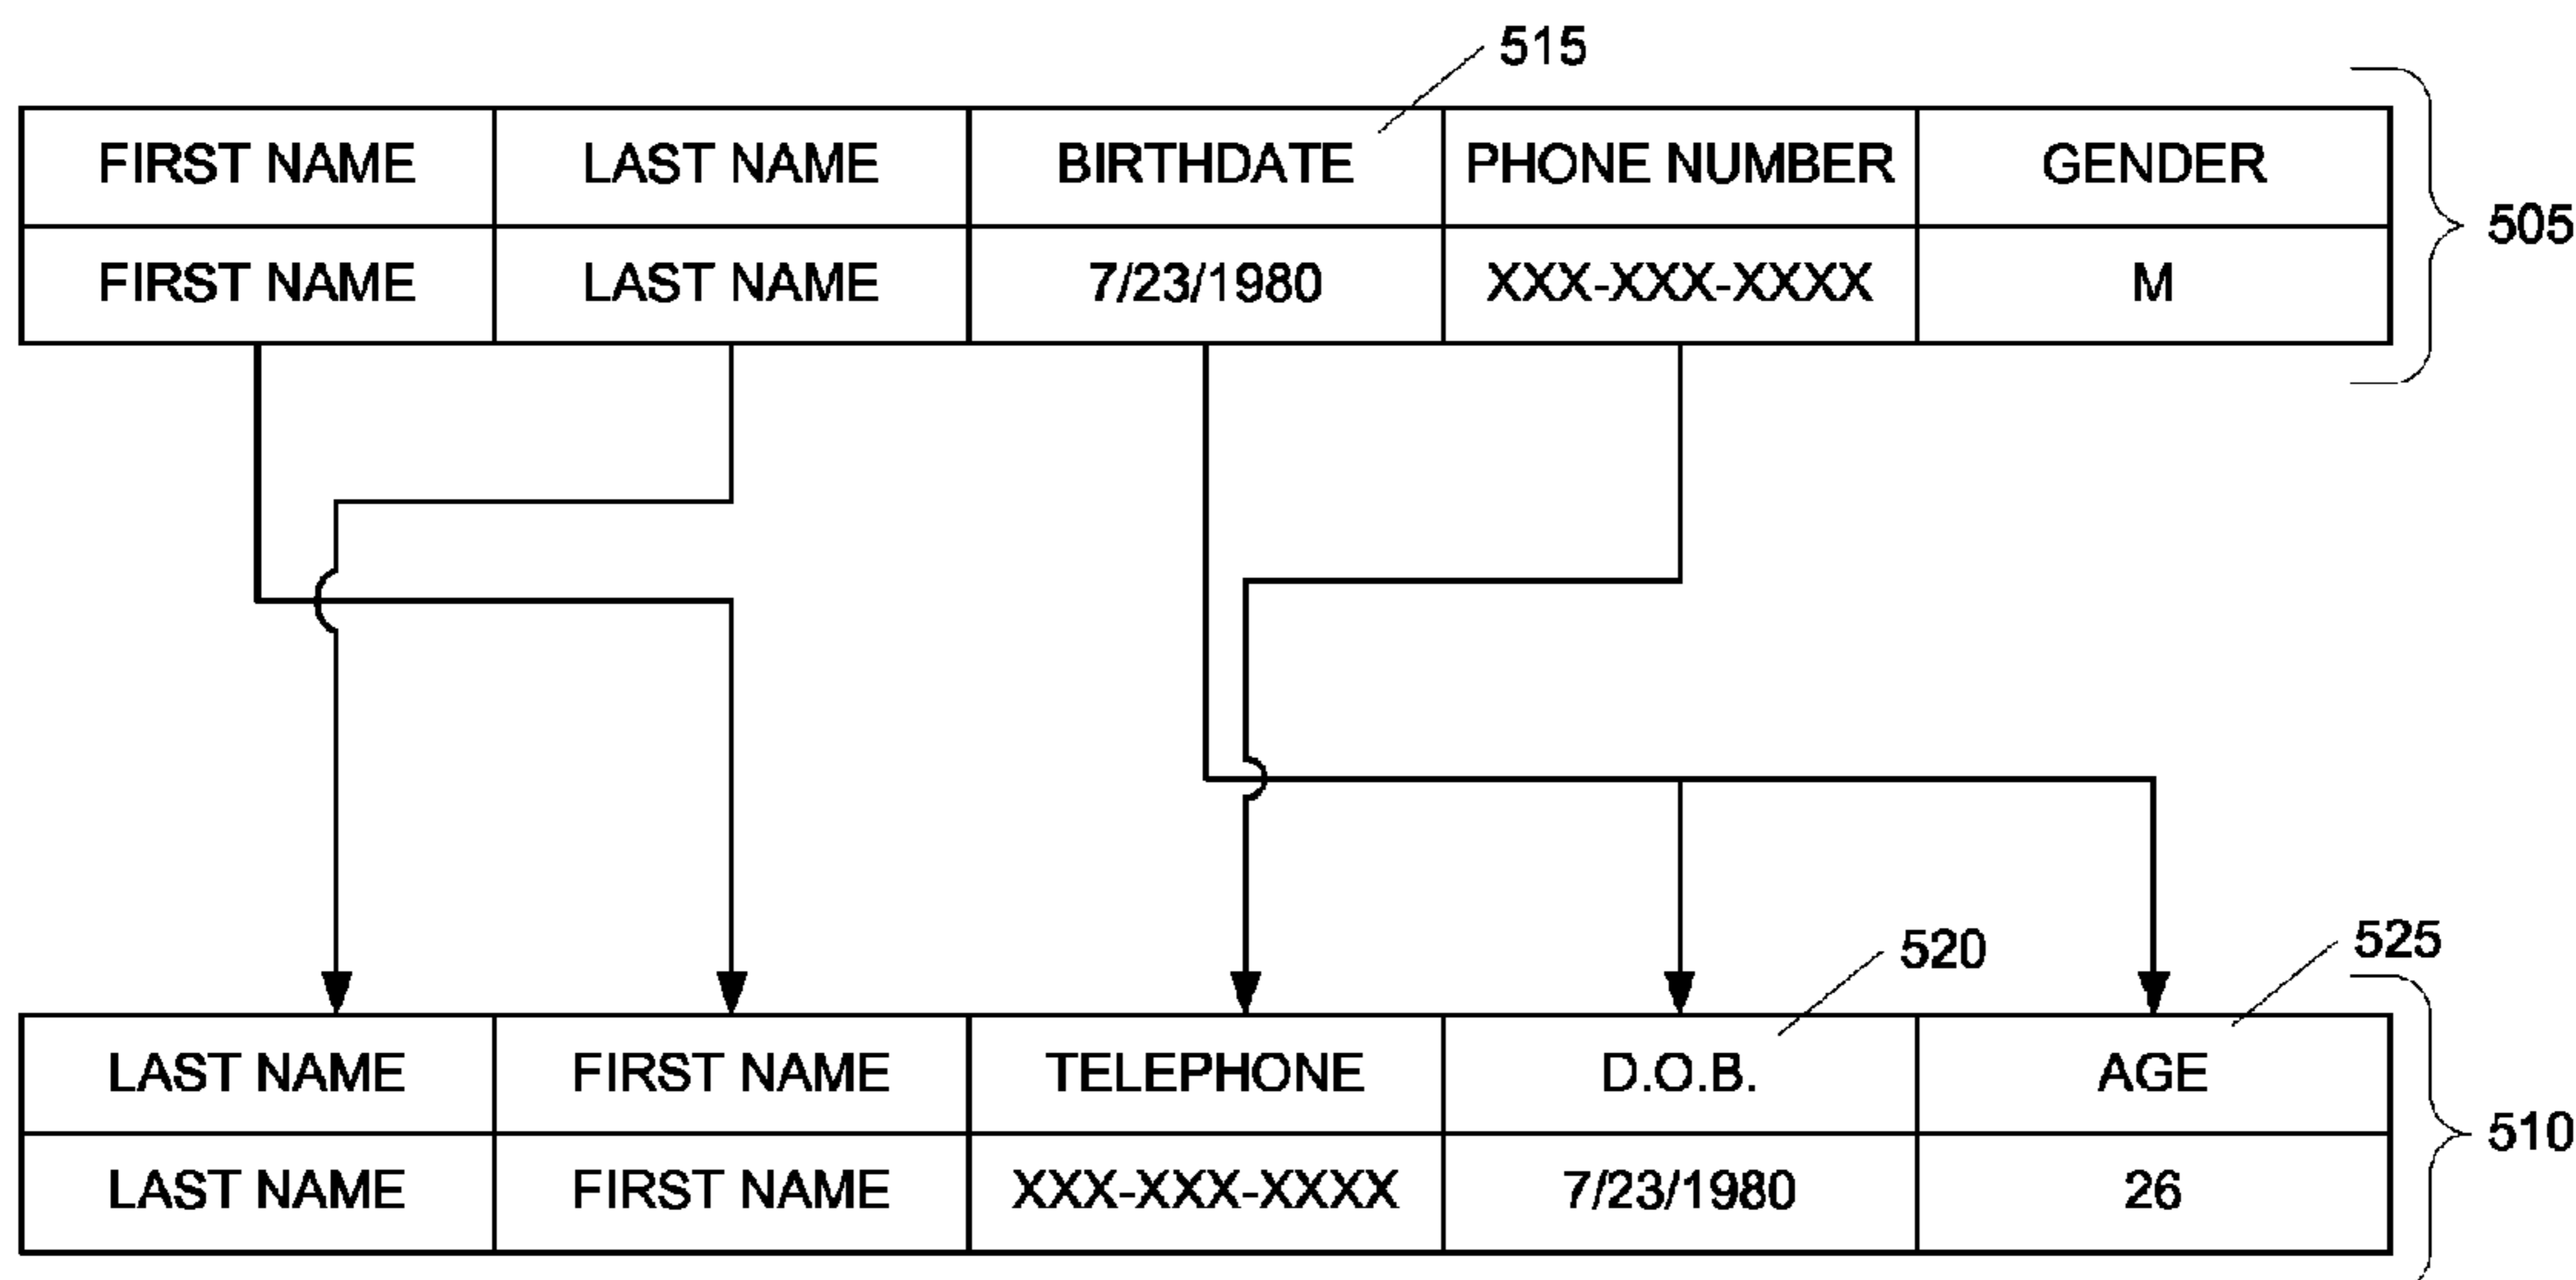 515
FIRST NAME LAST NAME BIRTHDATE PHONE NUMBER GENDER
505
FIRST NAME LAST NAME 7/23/1980 XXX-XXX-XXXX M
520 525
LAST NAME FIRST NAME TELEPHONE D.O.B. AGE
510
LAST NAME FIRST NAME XXX-XXX-XXXX 7/23/1980 26